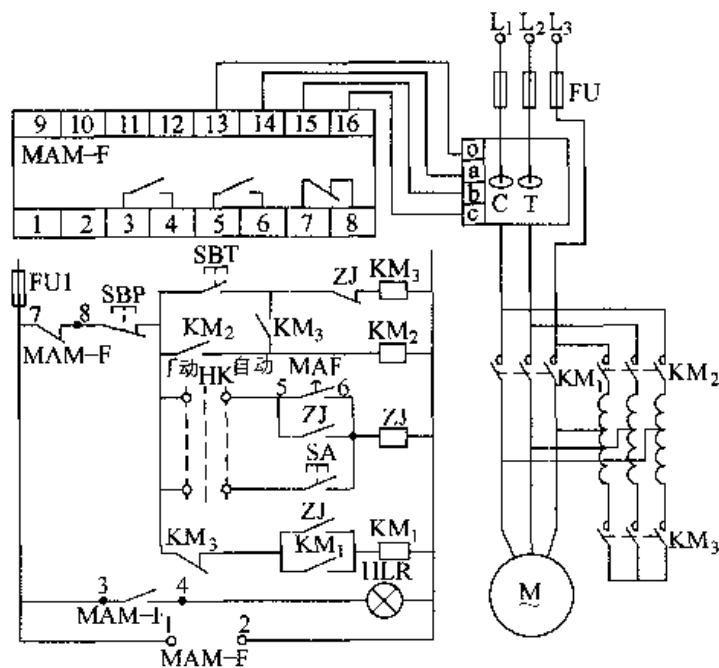 L1 L2 L3
FU
9 10 11 12 13 14 15 16
MAM-F
1 2 3 4 5 6 7 8
o
a
b
c
C T
FU1
SBT
ZJ KM3
7 8 SBP
MAM-F
KM2 KM3 KM2
动 HK 自动 MAF
5 6
ZJ ZJ
SA
KM3 ZJ
KM1 KM1
3 4 HLR
MAM-F
1 2
MAM-F
KM1 KM2
KM3
M
~